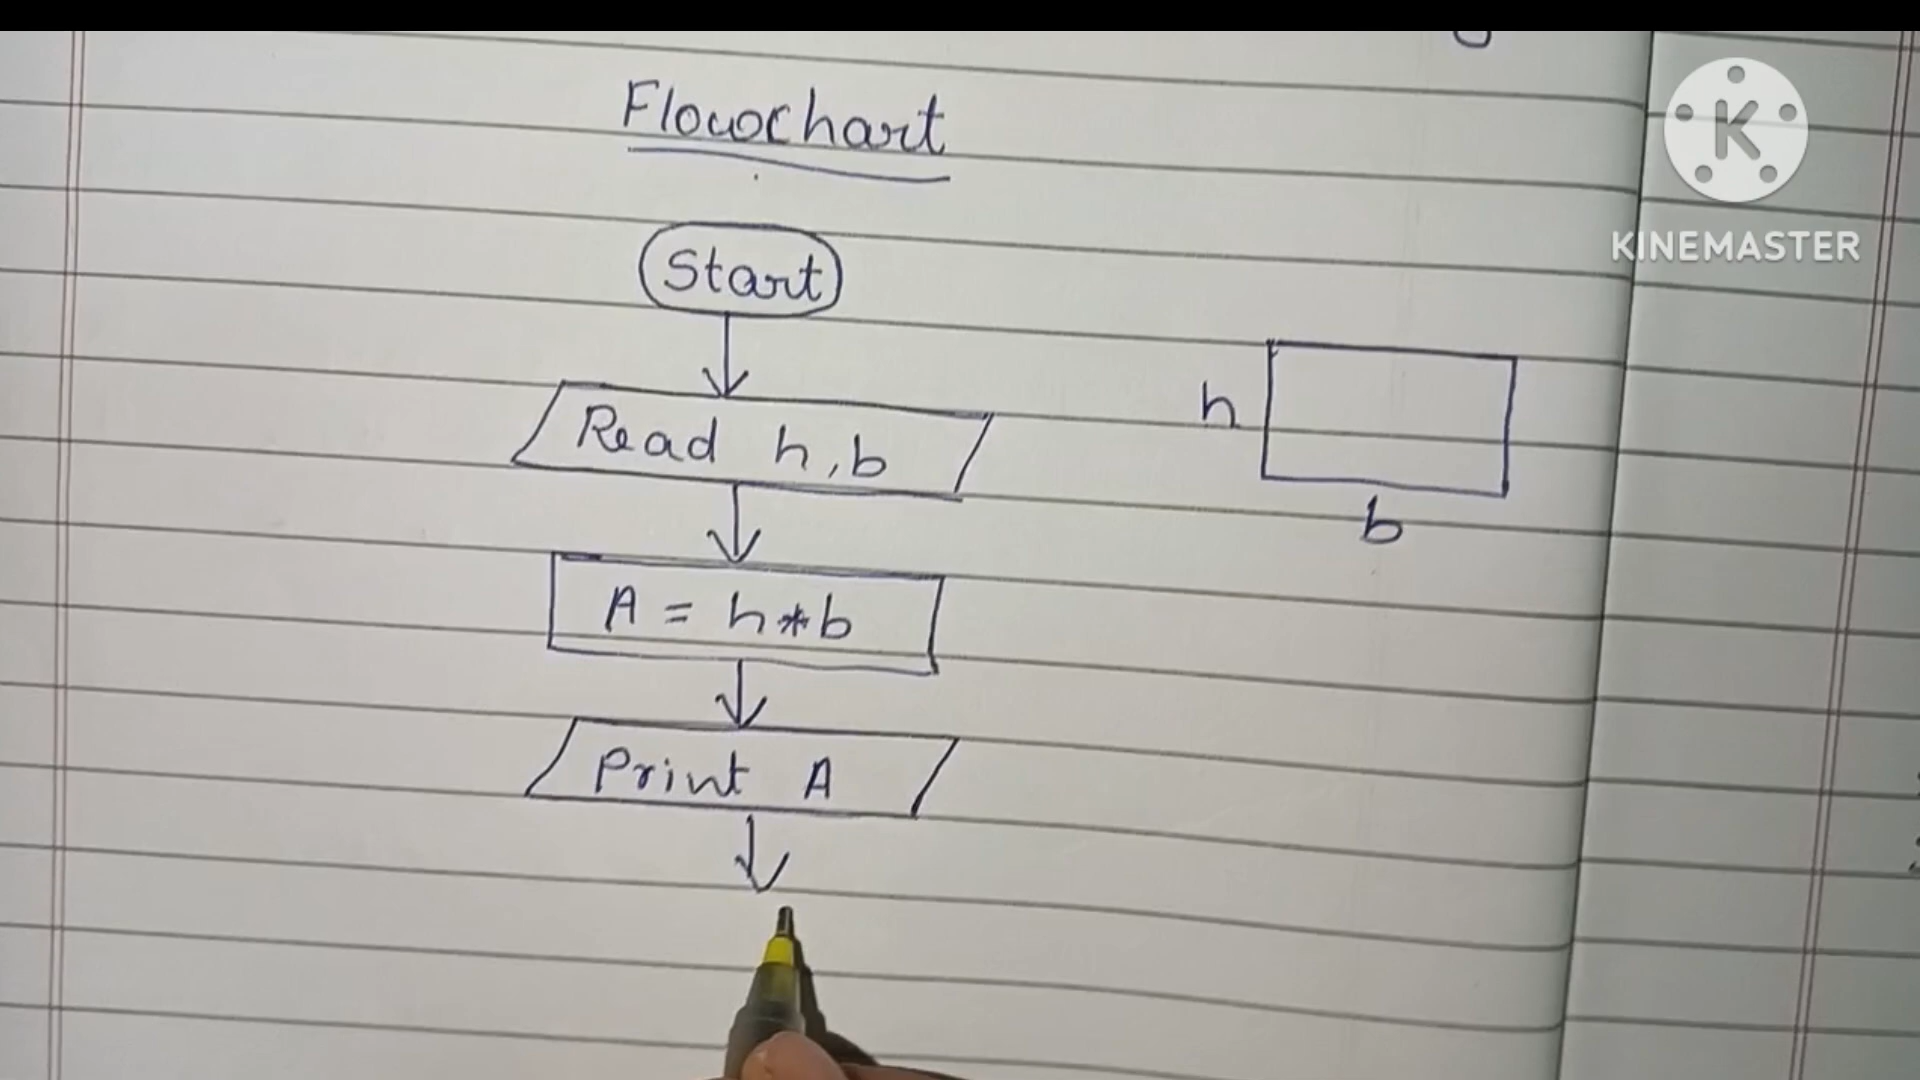 Flowchart
Start
Read h, b
A = h * b
Print A
h
b
K
KINEMASTER